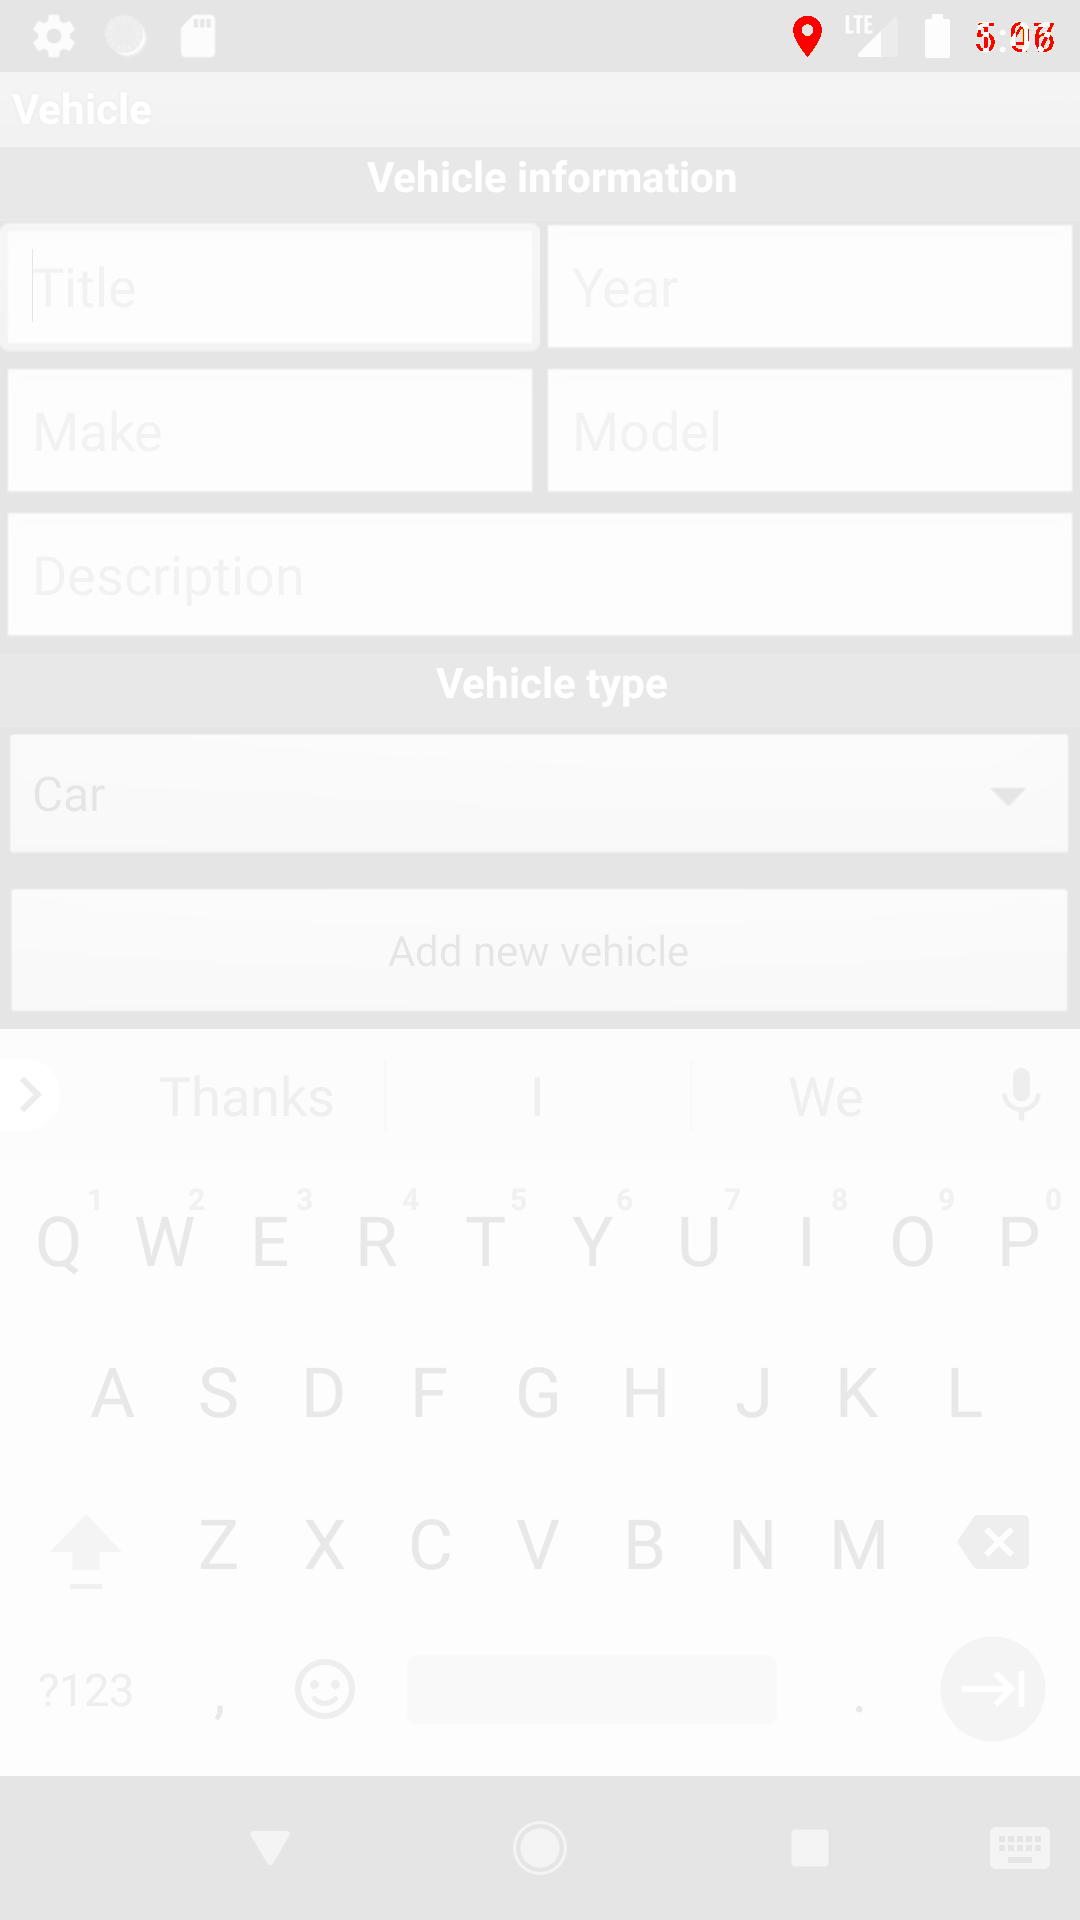 LTE
Vehicle
Vehicle information
Title Year
Make Model
Description
Vehicle type
Car
Add new vehicle
Thanks I We
1 2 3 4 5 6 7 8 9 0
Q W E R T Y U I O P
A S D F G H J K L
Z X C V B N M
?123 , .